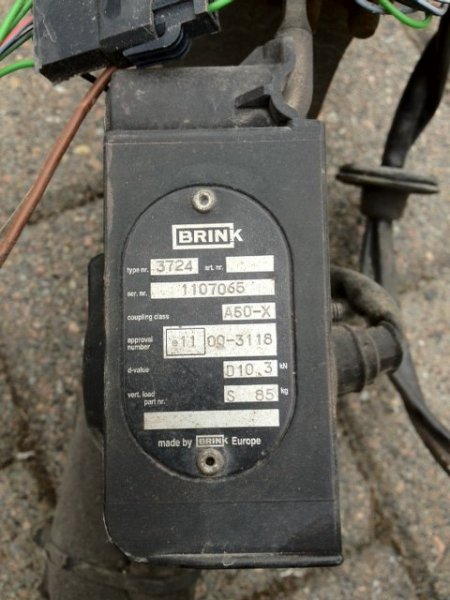 BRINK
type nr. 3724 art. nr.
ser. nr. 1107065
coupling class A50-X
approval number e11 00-3118
d-value D10.3 kN
vert. load S 85 kg
part nr.
made by BRINK Europe